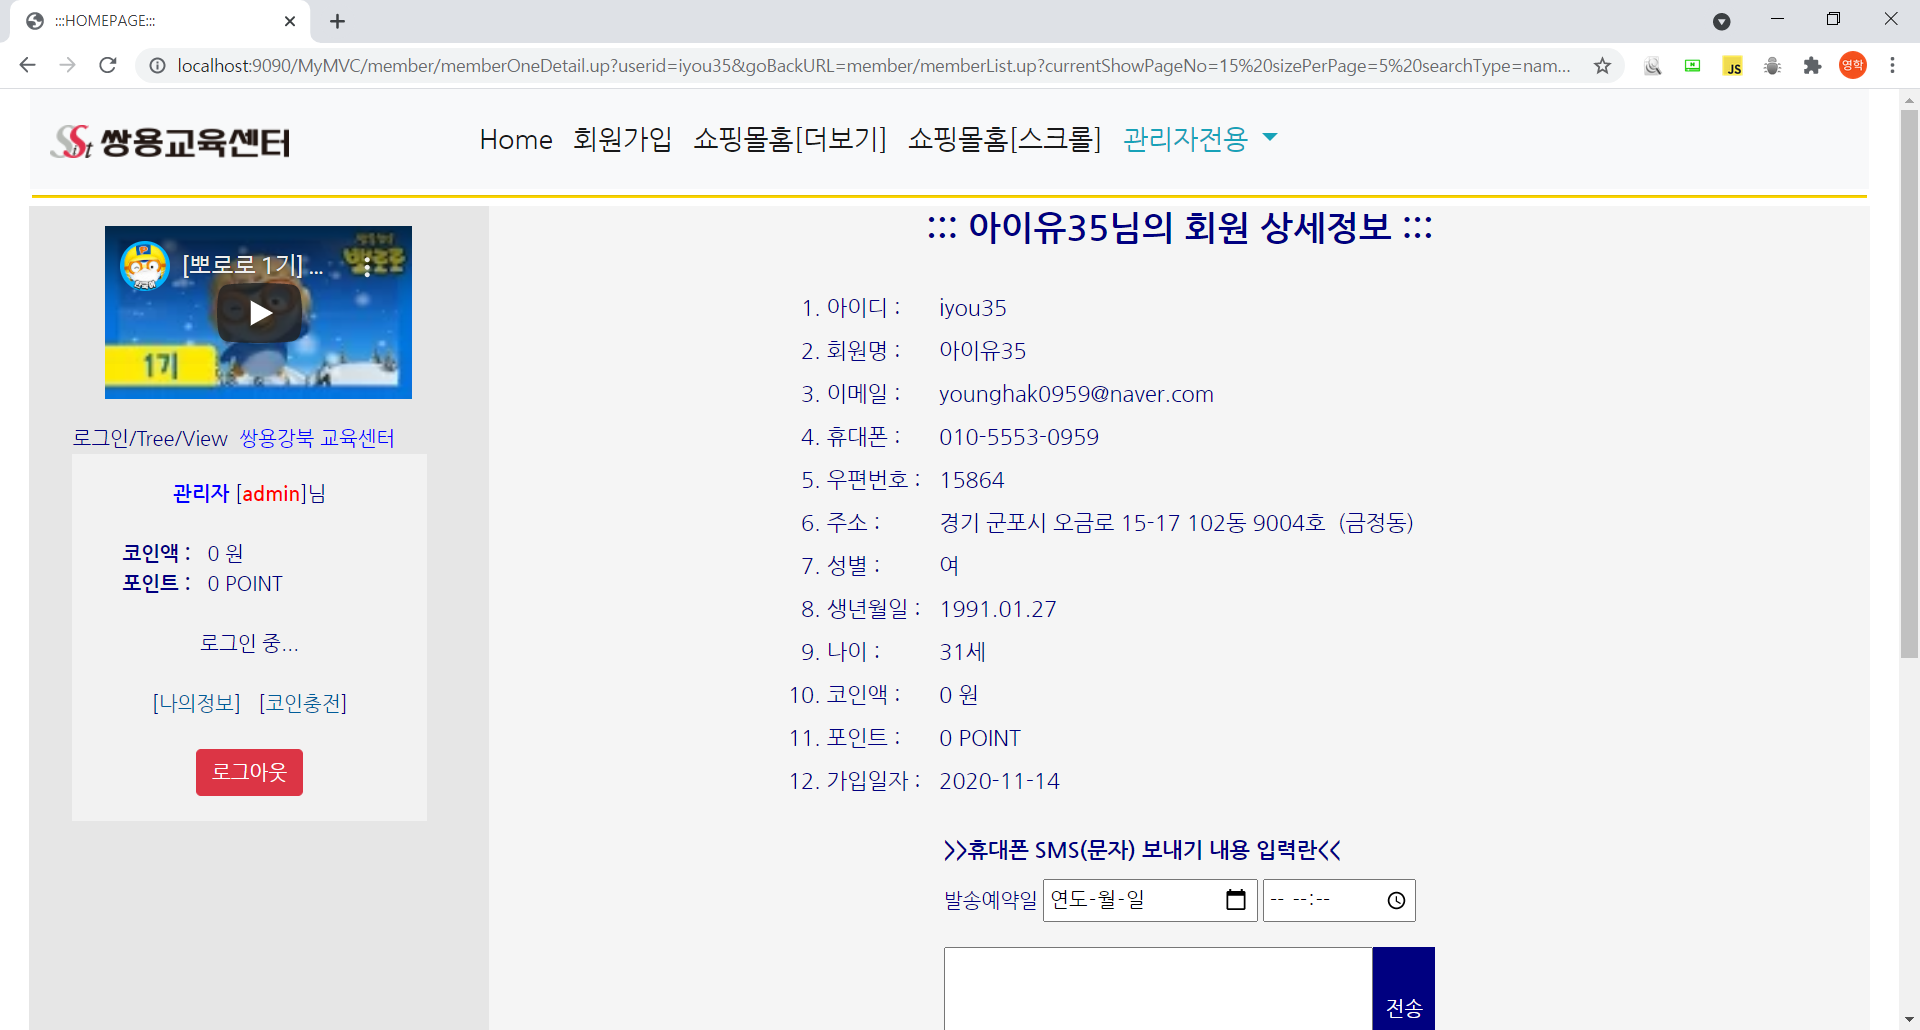 :::HOMEPAGE:::
localhost:9090/MyMVC/member/memberOneDetail.up?userid=iyou35&goBackURL=member/memberList.up?currentShowPageNo=15%20sizePerPage=5%20searchType=nam...
JS
영학
SSist 쌍용교육센터
Home 회원가입 쇼핑몰홈[더보기] 쇼핑몰홈[스크롤] 관리자전용
[뽀로로 1기] ...
뽀로로
1기
로그인/Tree/View 쌍용강북 교육센터
관리자 [admin]님
코인액 : 0 원
포인트 : 0 POINT
로그인 중...
[나의정보] [코인충전]
로그아웃
::: 아이유35님의 회원 상세정보 :::
1. 아이디 : iyou35
2. 회원명 : 아이유35
3. 이메일 : younghak0959@naver.com
4. 휴대폰 : 010-5553-0959
5. 우편번호 : 15864
6. 주소 : 경기 군포시 오금로 15-17 102동 9004호 (금정동)
7. 성별 : 여
8. 생년월일 : 1991.01.27
9. 나이 : 31세
10. 코인액 : 0 원
11. 포인트 : 0 POINT
12. 가입일자 : 2020-11-14
>>휴대폰 SMS(문자) 보내기 내용 입력란<<
발송예약일 연도-월-일 -- --:--
전송